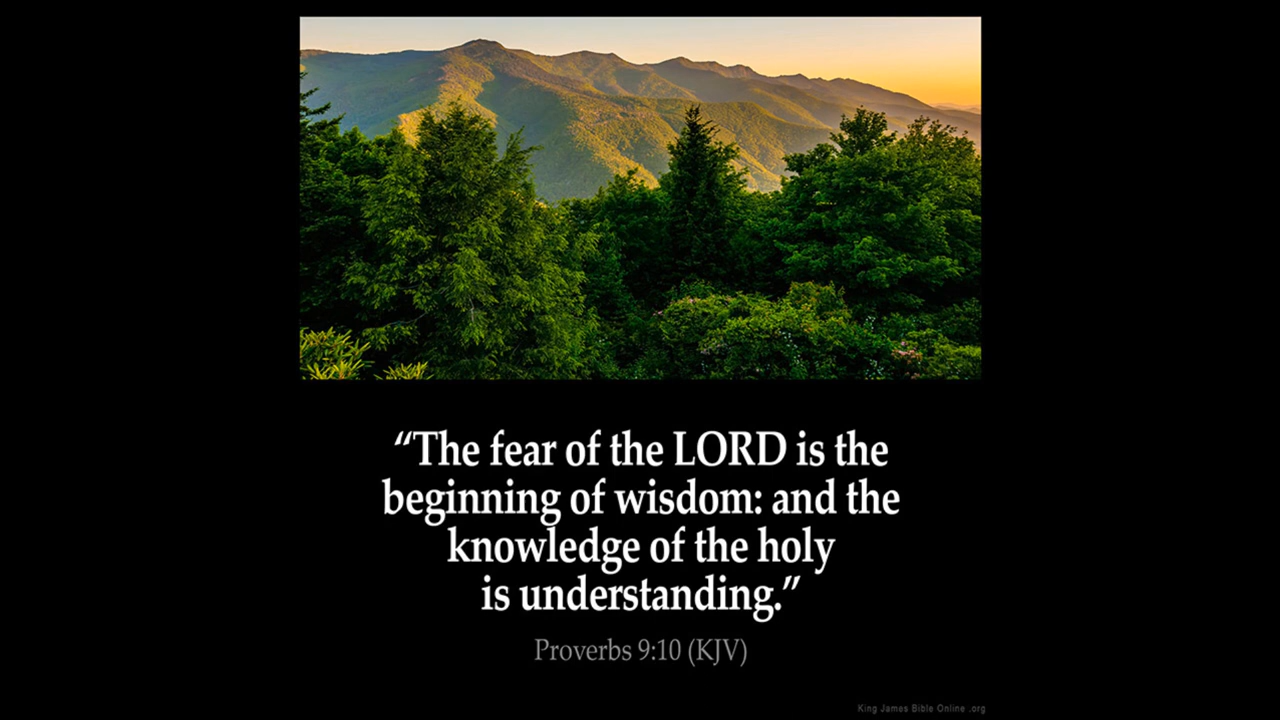 “The fear of the LORD is the
beginning of wisdom: and the
knowledge of the holy
is understanding.”
Proverbs 9:10 (KJV)
King James Bible Online .org